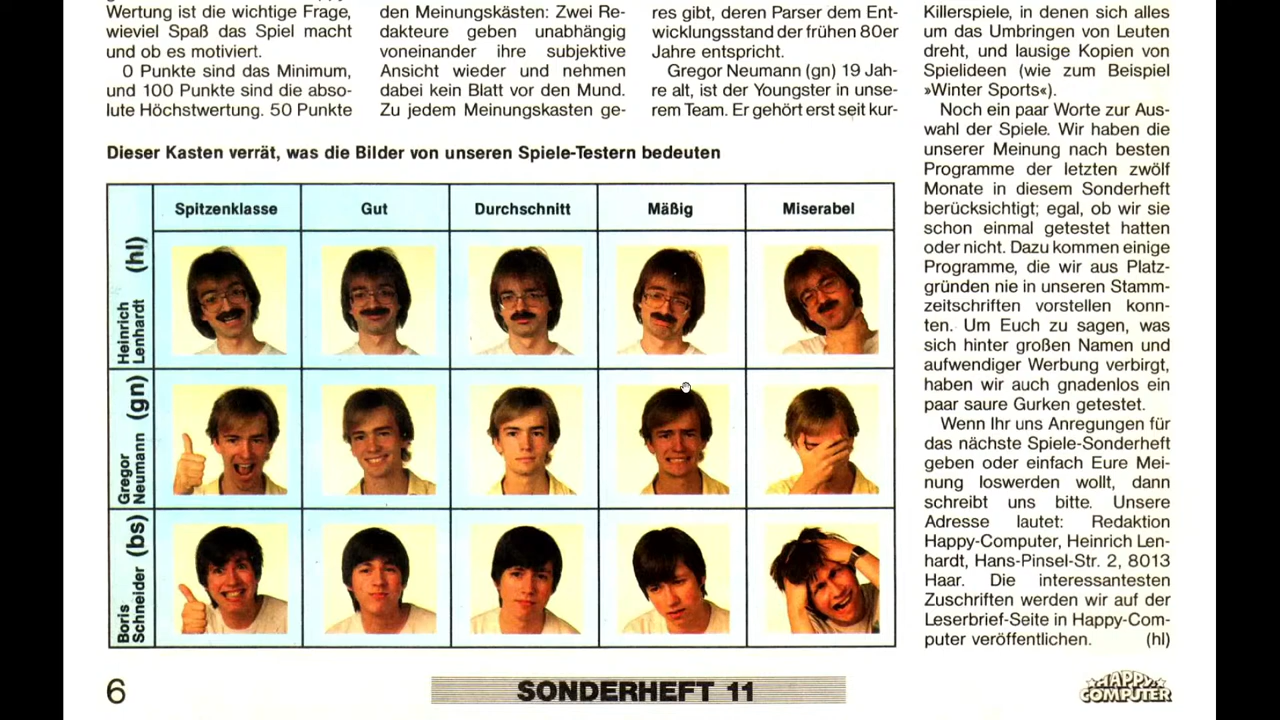 Wertung ist die wichtige Frage,
wieviel Spaß das Spiel macht
und ob es motiviert.
0 Punkte sind das Minimum,
und 100 Punkte sind die abso-
lute Höchstwertung. 50 Punkte
den Meinungskästen: Zwei Re-
dakteure geben unabhängig
voneinander ihre subjektive
Ansicht wieder und nehmen
dabei kein Blatt vor den Mund.
Zu jedem Meinungskasten ge-
res gibt, deren Parser dem Ent-
wicklungsstand der frühen 80er
Jahre entspricht.
Gregor Neumann (gn) 19 Jah-
re alt, ist der Youngster in unse-
rem Team. Er gehört erst seit kur-
Killerspiele, in denen sich alles
um das Umbringen von Leuten
dreht, und lausige Kopien von
Spielideen (wie zum Beispiel
»Winter Sports«).
Noch ein paar Worte zur Aus-
wahl der Spiele. Wir haben die
unserer Meinung nach besten
Programme der letzten zwölf
Monate in diesem Sonderheft
berücksichtigt; egal, ob wir sie
schon einmal getestet hatten
oder nicht. Dazu kommen einige
Programme, die wir aus Platz-
gründen nie in unseren Stamm-
zeitschriften vorstellen konn-
ten. Um Euch zu sagen, was
sich hinter großen Namen und
aufwendiger Werbung verbirgt,
haben wir auch gnadenlos ein
paar saure Gurken getestet.
Wenn Ihr uns Anregungen für
das nächste Spiele-Sonderheft
geben oder einfach Eure Mei-
nung loswerden wollt, dann
schreibt uns bitte. Unsere
Adresse lautet: Redaktion
Happy-Computer, Heinrich Len-
hardt, Hans-Pinsel-Str. 2, 8013
Haar. Die interessantesten
Zuschriften werden wir auf der
Leserbrief-Seite in Happy-Com-
puter veröffentlichen. (hl)
Dieser Kasten verrät, was die Bilder von unseren Spiele-Testern bedeuten
Spitzenklasse Gut Durchschnitt Mäßig Miserabel
Heinrich
Lenhardt (hl)
Gregor
Neumann (gn)
Boris
Schneider (bs)
6
SONDERHEFT 11
HAPPY
COMPUTER